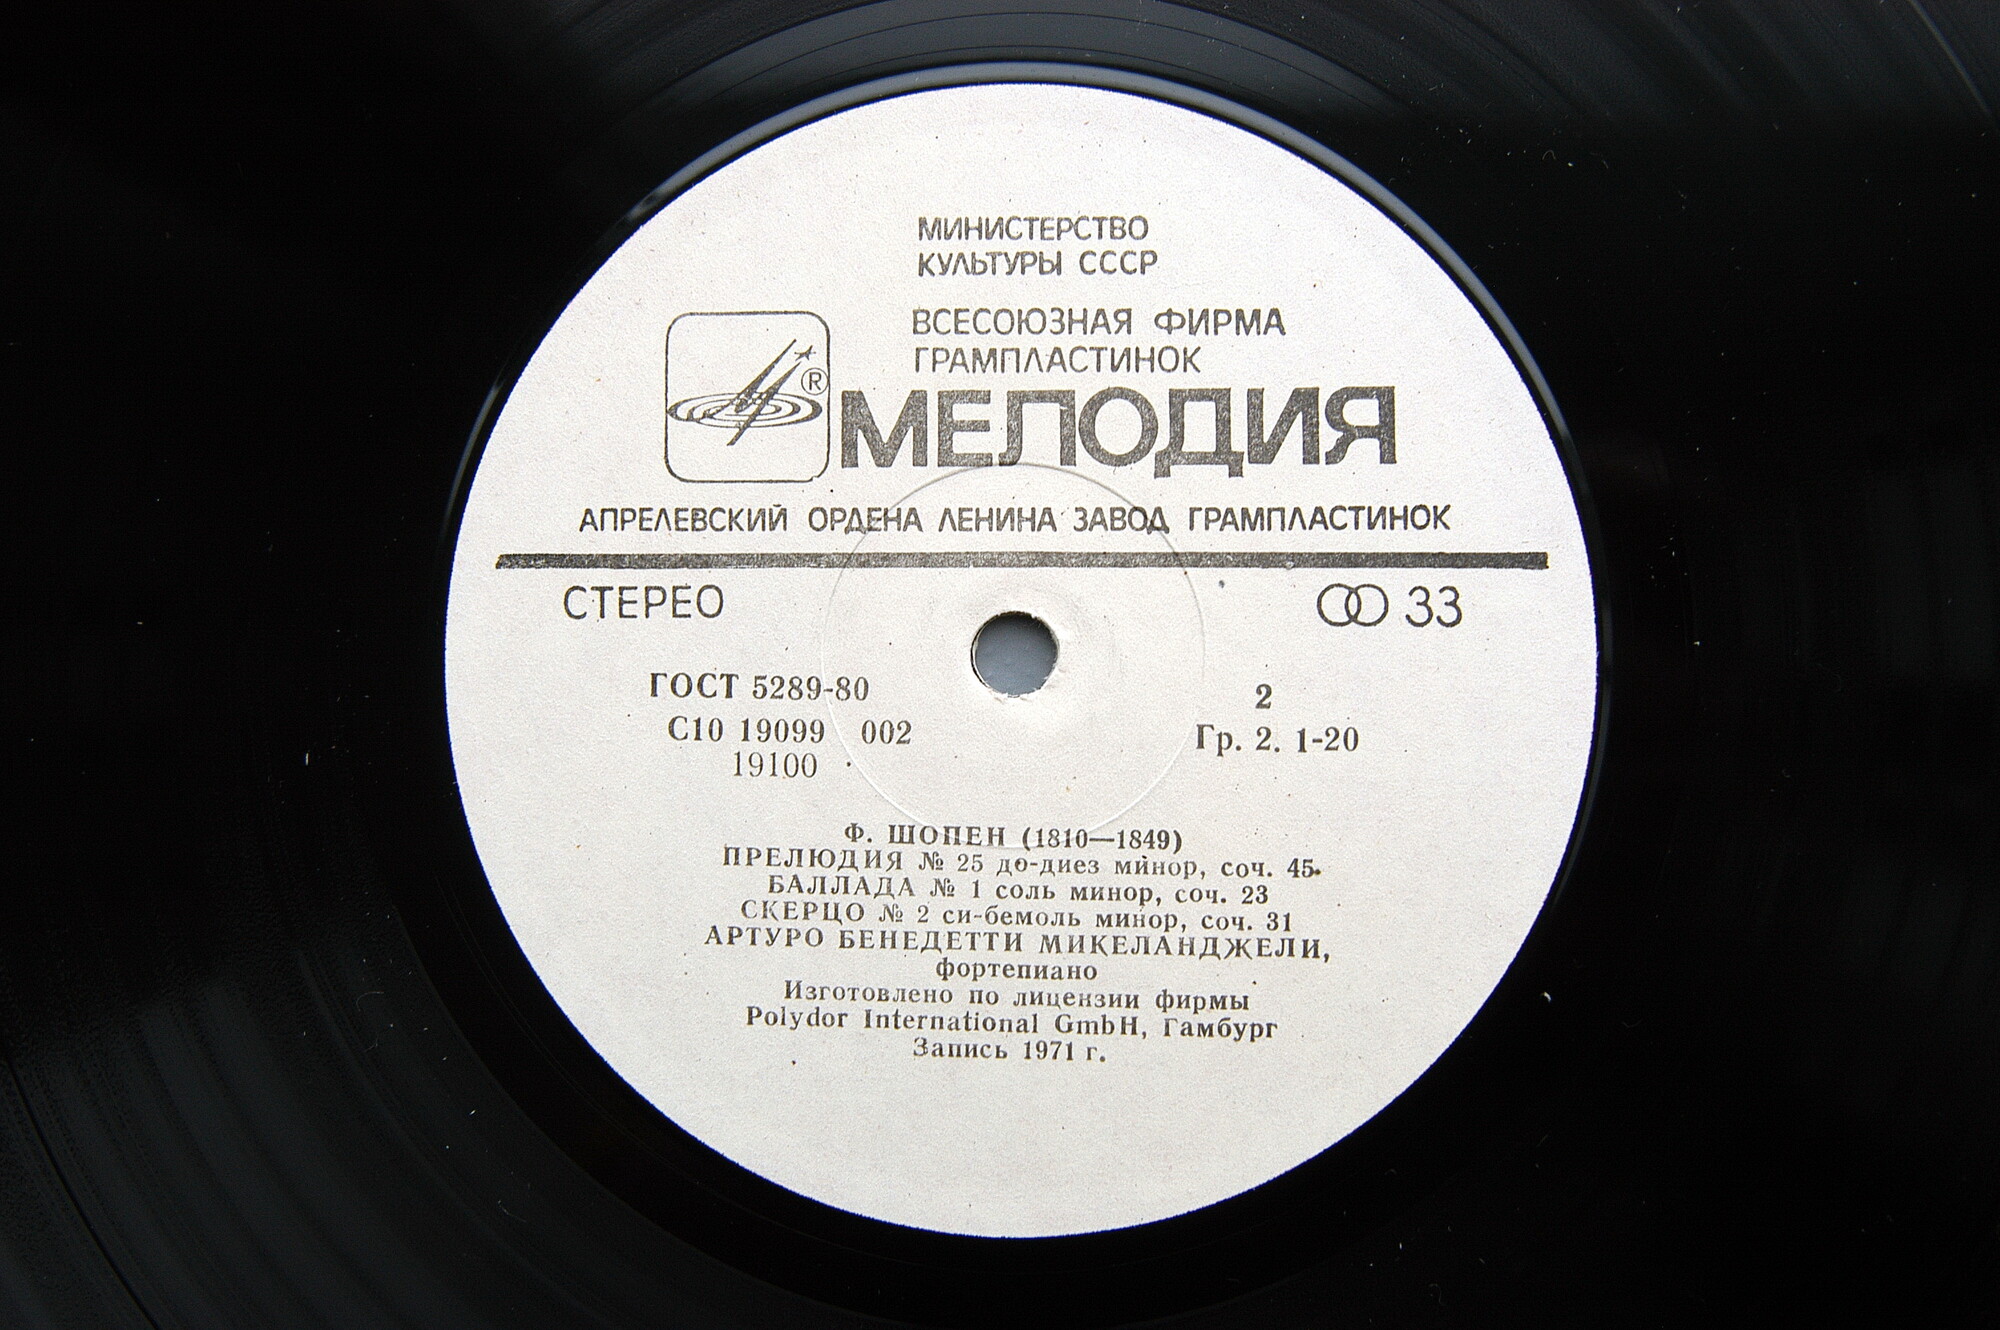 МИНИСТЕРСТВО
КУЛЬТУРЫ СССР
ВСЕСОЮЗНАЯ ФИРМА
ГРАМПЛАСТИНОК
®
МЕЛОДИЯ
АПРЕЛЕВСКИЙ ОРДЕНА ЛЕНИНА ЗАВОД ГРАМПЛАСТИНОК
СТЕРЕО 33
ГОСТ 5289-80 2
С10 19099 002 Гр. 2. 1-20
19100
Ф. ШОПЕН (1810—1849)
ПРЕЛЮДИЯ № 25 до-диез минор, соч. 45.
БАЛЛАДА № 1 соль минор, соч. 23
СКЕРЦО № 2 си-бемоль минор, соч. 31
АРТУРО БЕНЕДЕТТИ МИКЕЛАНДЖЕЛИ,
фортепиано
Изготовлено по лицензии фирмы
Polydor International GmbH, Гамбург
Запись 1971 г.